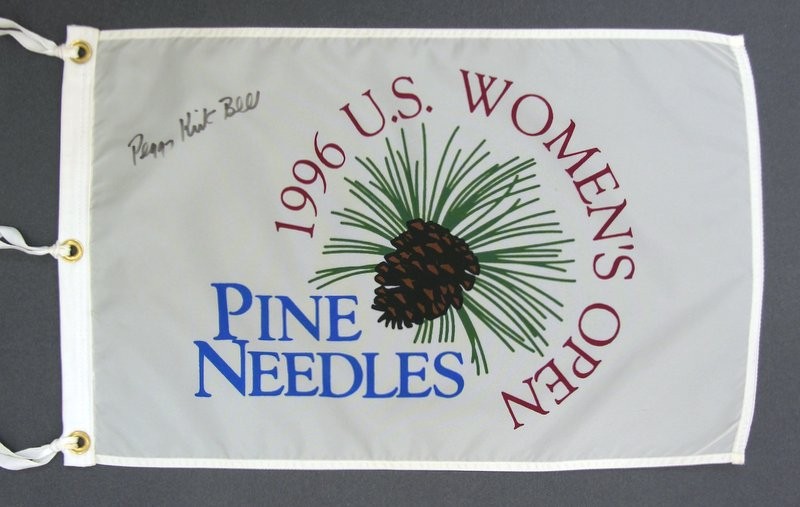 Peggy Kirk Bell
1996 U.S. WOMEN'S OPEN
PINE
NEEDLES